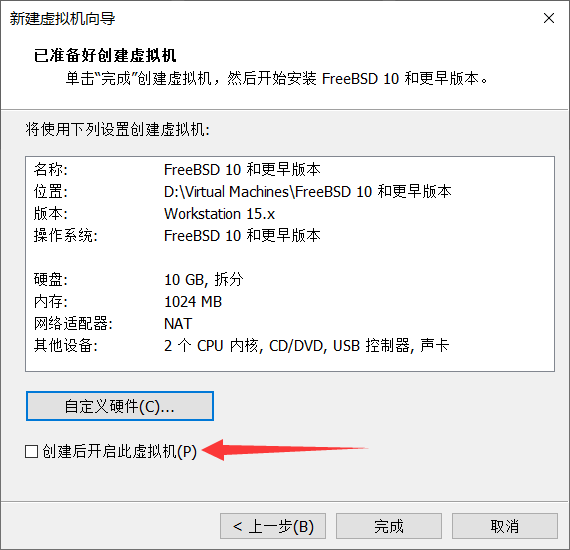 新建虚拟机向导
已准备好创建虚拟机
单击“完成”创建虚拟机，然后开始安装 FreeBSD 10 和更早版本。
将使用下列设置创建虚拟机:
名称: FreeBSD 10 和更早版本
位置: D:\Virtual Machines\FreeBSD 10 和更早版本
版本: Workstation 15.x
操作系统: FreeBSD 10 和更早版本
硬盘: 10 GB, 拆分
内存: 1024 MB
网络适配器: NAT
其他设备: 2 个 CPU 内核, CD/DVD, USB 控制器, 声卡
自定义硬件(C)...
创建后开启此虚拟机(P)
< 上一步(B) 完成 取消